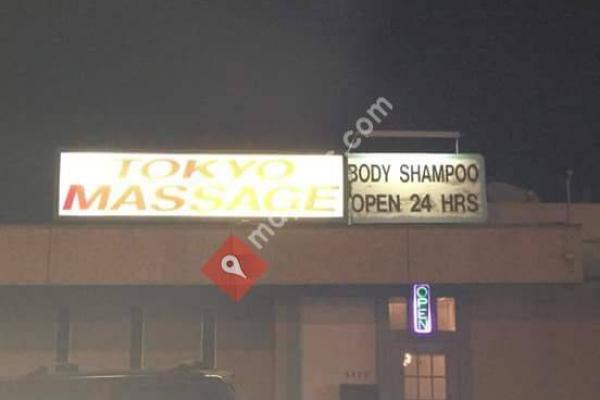 TOKYO
MASSAGE
BODY SHAMPOO
OPEN 24 HRS
OPEN